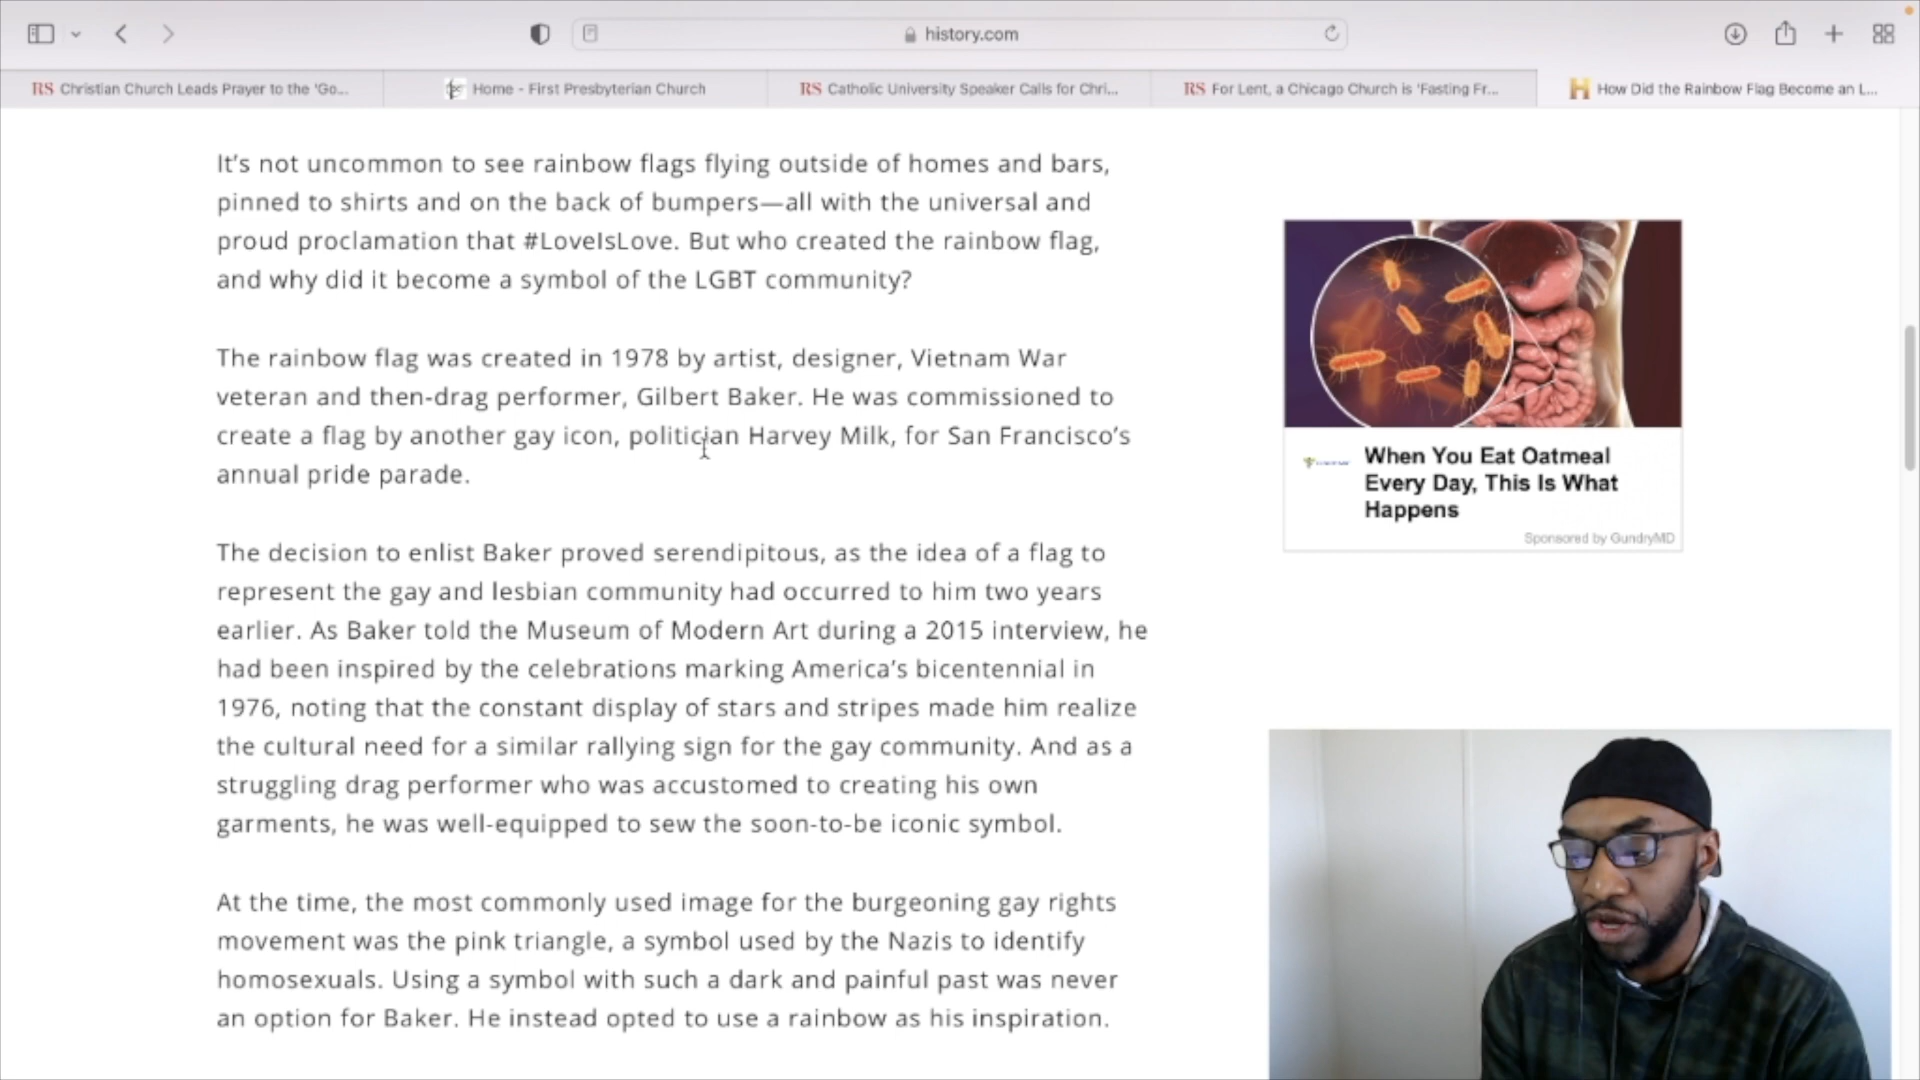 history.com
RS Christian Church Leads Prayer to the 'Go...
Home - First Presbyterian Church
RS Catholic University Speaker Calls for Chri...
RS For Lent, a Chicago Church is 'Fasting Fr...
H How Did the Rainbow Flag Become an L...
It's not uncommon to see rainbow flags flying outside of homes and bars,
pinned to shirts and on the back of bumpers—all with the universal and
proud proclamation that #LoveIsLove. But who created the rainbow flag,
and why did it become a symbol of the LGBT community?
The rainbow flag was created in 1978 by artist, designer, Vietnam War
veteran and then-drag performer, Gilbert Baker. He was commissioned to
create a flag by another gay icon, politician Harvey Milk, for San Francisco's
annual pride parade.
The decision to enlist Baker proved serendipitous, as the idea of a flag to
represent the gay and lesbian community had occurred to him two years
earlier. As Baker told the Museum of Modern Art during a 2015 interview, he
had been inspired by the celebrations marking America's bicentennial in
1976, noting that the constant display of stars and stripes made him realize
the cultural need for a similar rallying sign for the gay community. And as a
struggling drag performer who was accustomed to creating his own
garments, he was well-equipped to sew the soon-to-be iconic symbol.
At the time, the most commonly used image for the burgeoning gay rights
movement was the pink triangle, a symbol used by the Nazis to identify
homosexuals. Using a symbol with such a dark and painful past was never
an option for Baker. He instead opted to use a rainbow as his inspiration.
When You Eat Oatmeal
Every Day, This Is What
Happens
Sponsored by GundryMD